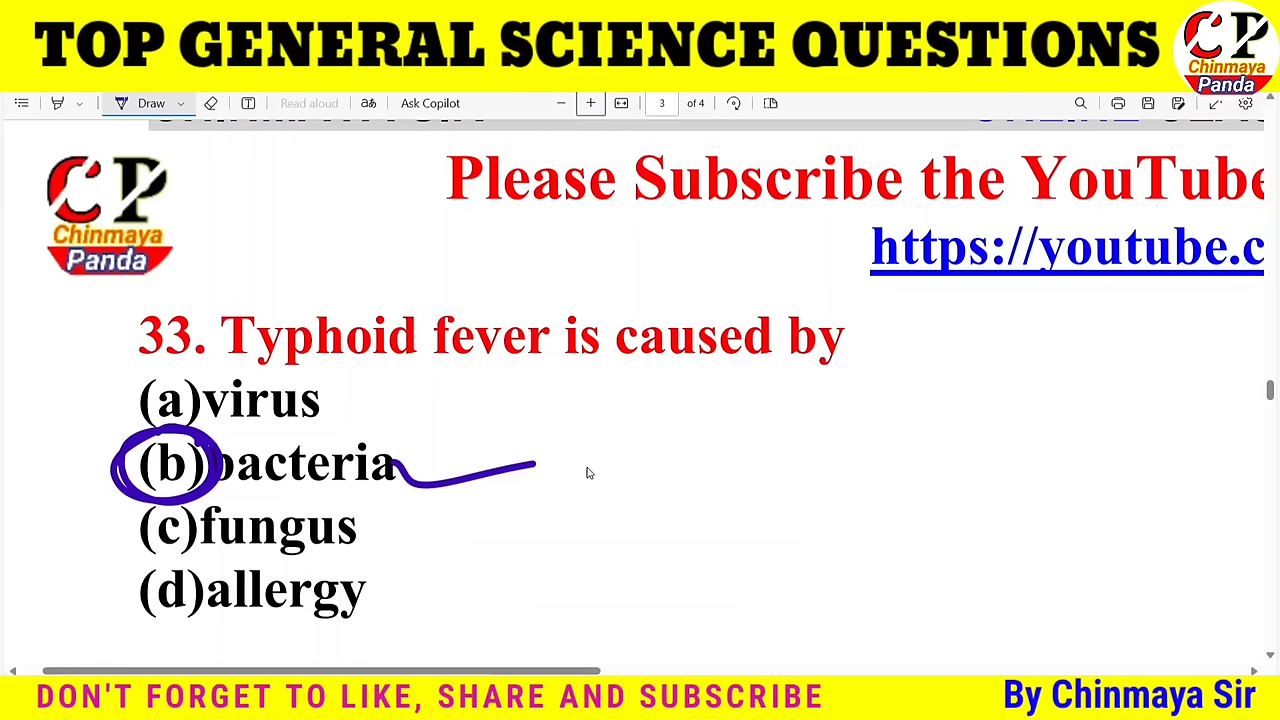 TOP GENERAL SCIENCE QUESTIONS
CP
Chinmaya
Panda
Draw
Read aloud
Ask Copilot
3 of 4
CP
Chinmaya
Panda
Please Subscribe the YouTube
https://youtube.c
33. Typhoid fever is caused by
(a)virus
(b)bacteria
(c)fungus
(d)allergy
DON'T FORGET TO LIKE, SHARE AND SUBSCRIBE
By Chinmaya Sir